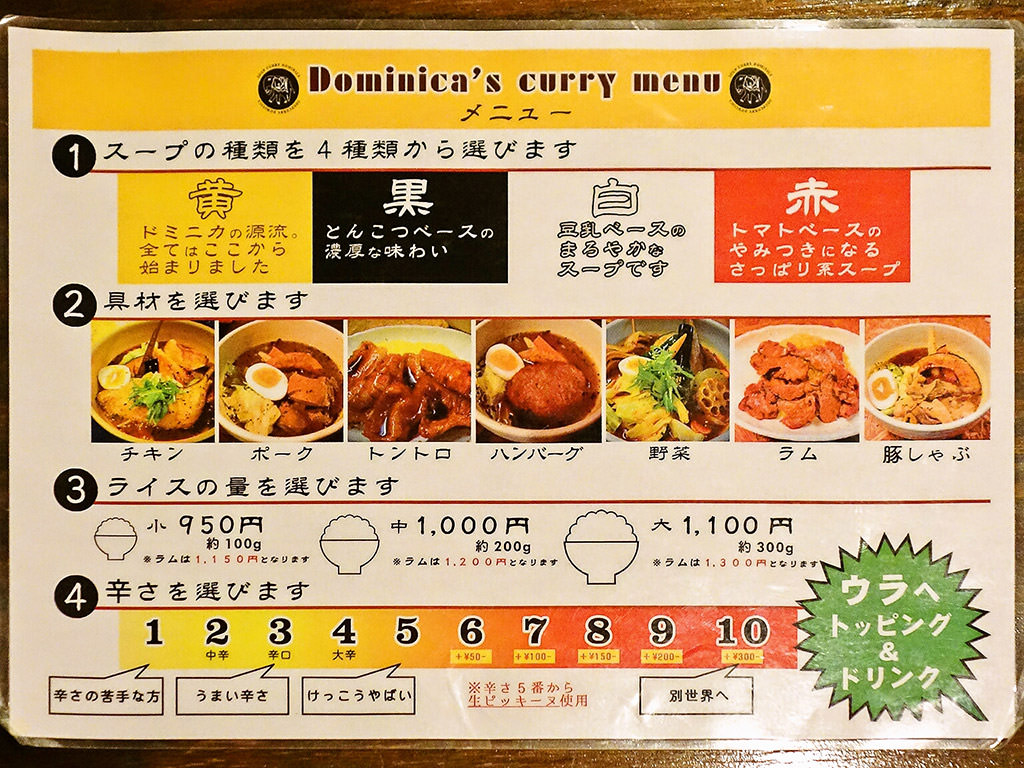 Dominica's curry menu
メニュー
1 スープの種類を4種類から選びます
黄
ドミニカの源流。
全てはここから
始まりました
黒
とんこつベースの
濃厚な味わい
白
豆乳ベースの
まろやかな
スープです
赤
トマトベースの
やみつきになる
さっぱり系スープ
2 具材を選びます
チキン ポーク トントロ ハンバーグ 野菜 ラム 豚しゃぶ
3 ライスの量を選びます
小 950円
約100g
※ラムは1,150円となります
中 1,000円
約200g
※ラムは1,200円となります
大 1,100円
約300g
※ラムは1,300円となります
4 辛さを選びます
1 2 3 4 5 6 7 8 9 10
中辛 辛口 大辛 +¥50- +¥100- +¥150- +¥200- +¥300-
辛さの苦手な方
うまい辛さ
けっこうやばい
※辛さ5番から
生ピッキーヌ使用
別世界へ
ウラへ
トッピング
&
ドリンク